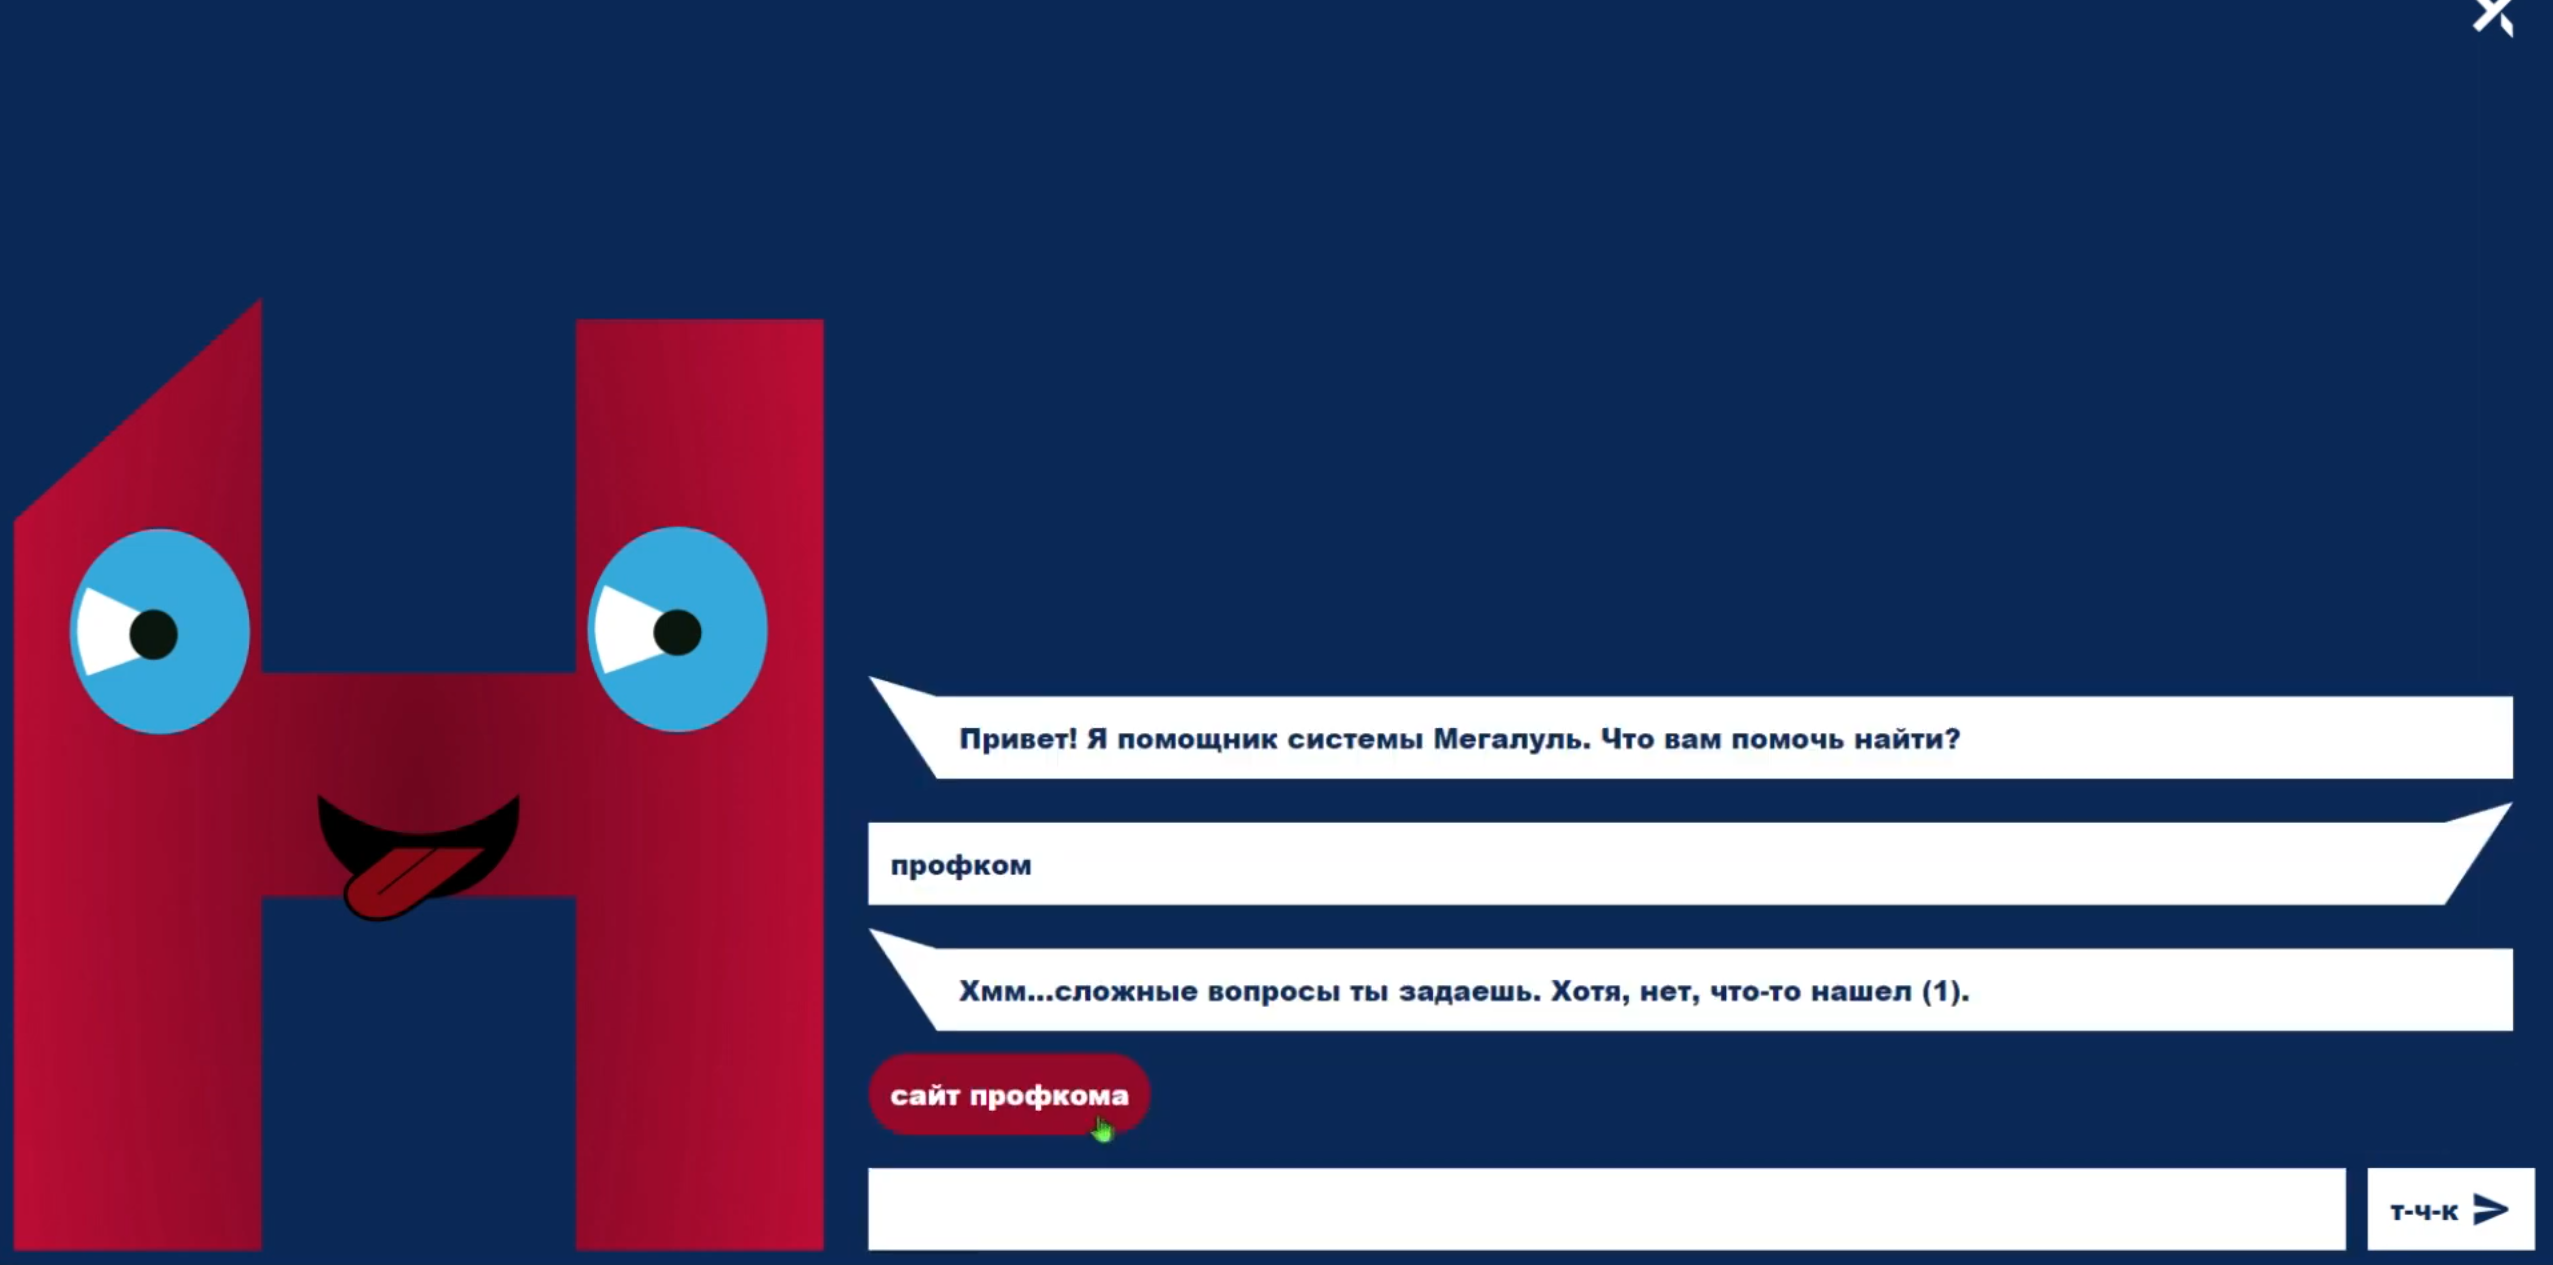 Привет! Я помощник системы Мегалуль. Что вам помочь найти?
профком
Хмм...сложные вопросы ты задаешь. Хотя, нет, что-то нашел (1).
сайт профкома
т-ч-к